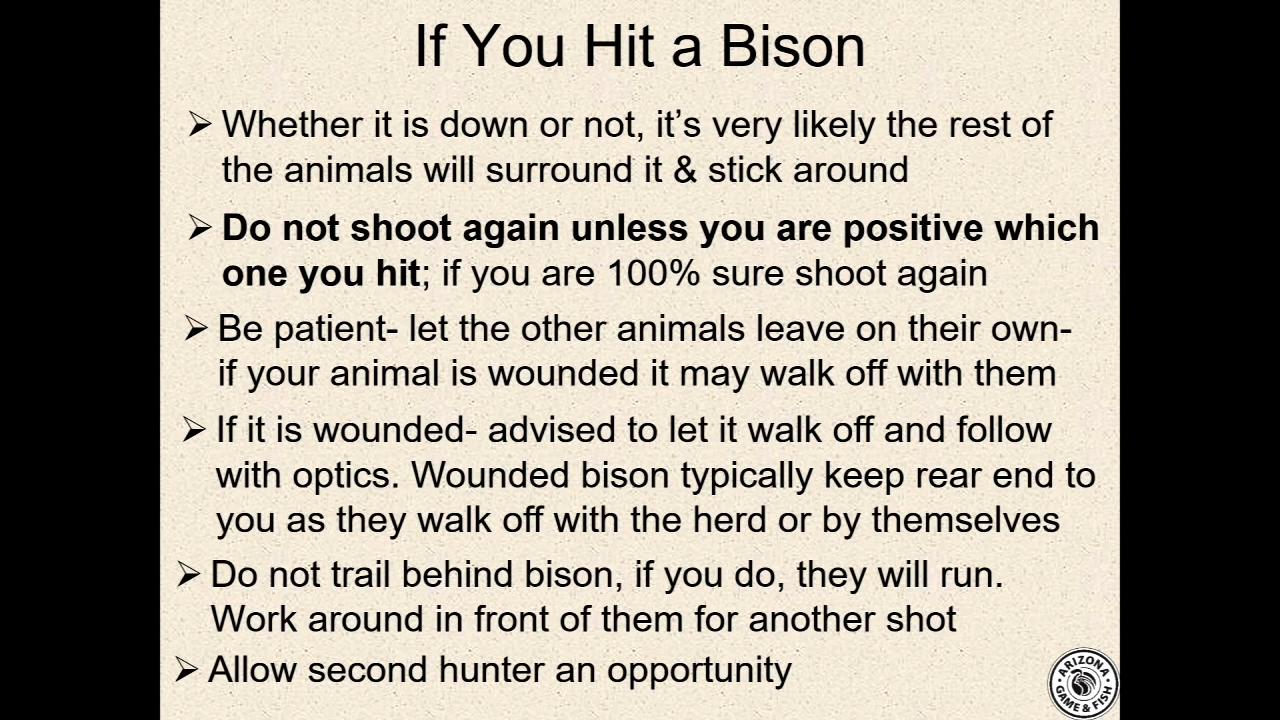 If You Hit a Bison
➢ Whether it is down or not, it’s very likely the rest of
the animals will surround it & stick around
➢ Do not shoot again unless you are positive which
one you hit; if you are 100% sure shoot again
➢ Be patient- let the other animals leave on their own-
if your animal is wounded it may walk off with them
➢ If it is wounded- advised to let it walk off and follow
with optics. Wounded bison typically keep rear end to
you as they walk off with the herd or by themselves
➢ Do not trail behind bison, if you do, they will run.
Work around in front of them for another shot
➢ Allow second hunter an opportunity
ARIZONA
GAME & FISH